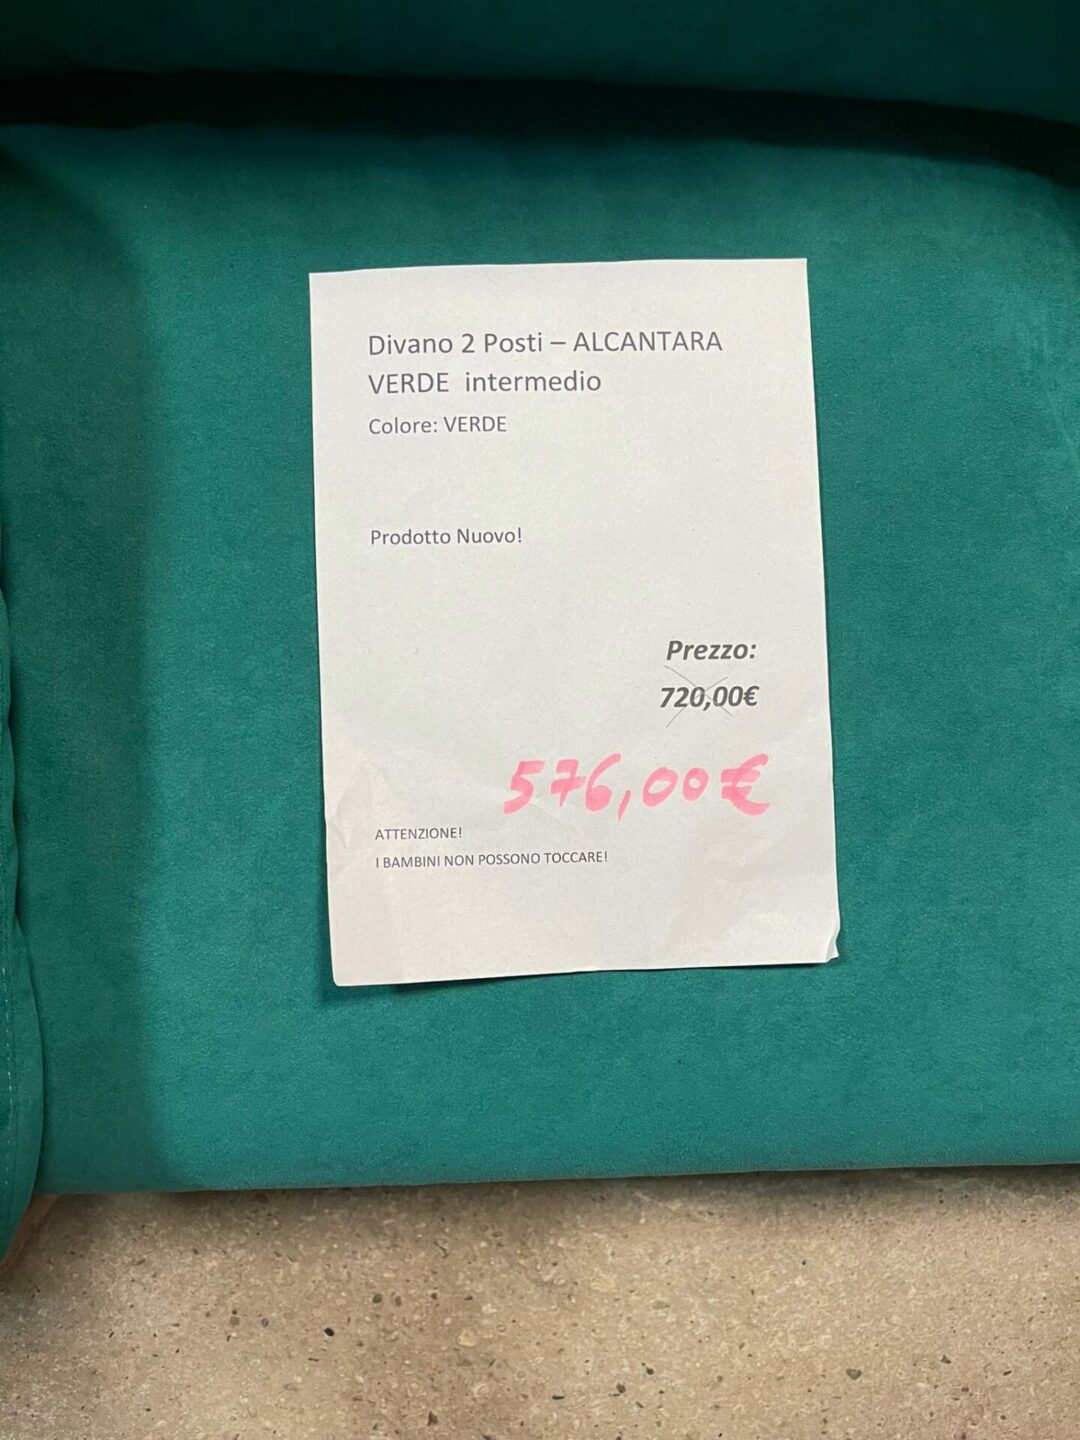 Divano 2 Posti – ALCANTARA
VERDE intermedio
Colore: VERDE
Prodotto Nuovo!
Prezzo:
720,00€
576,00€
ATTENZIONE!
I BAMBINI NON POSSONO TOCCARE!